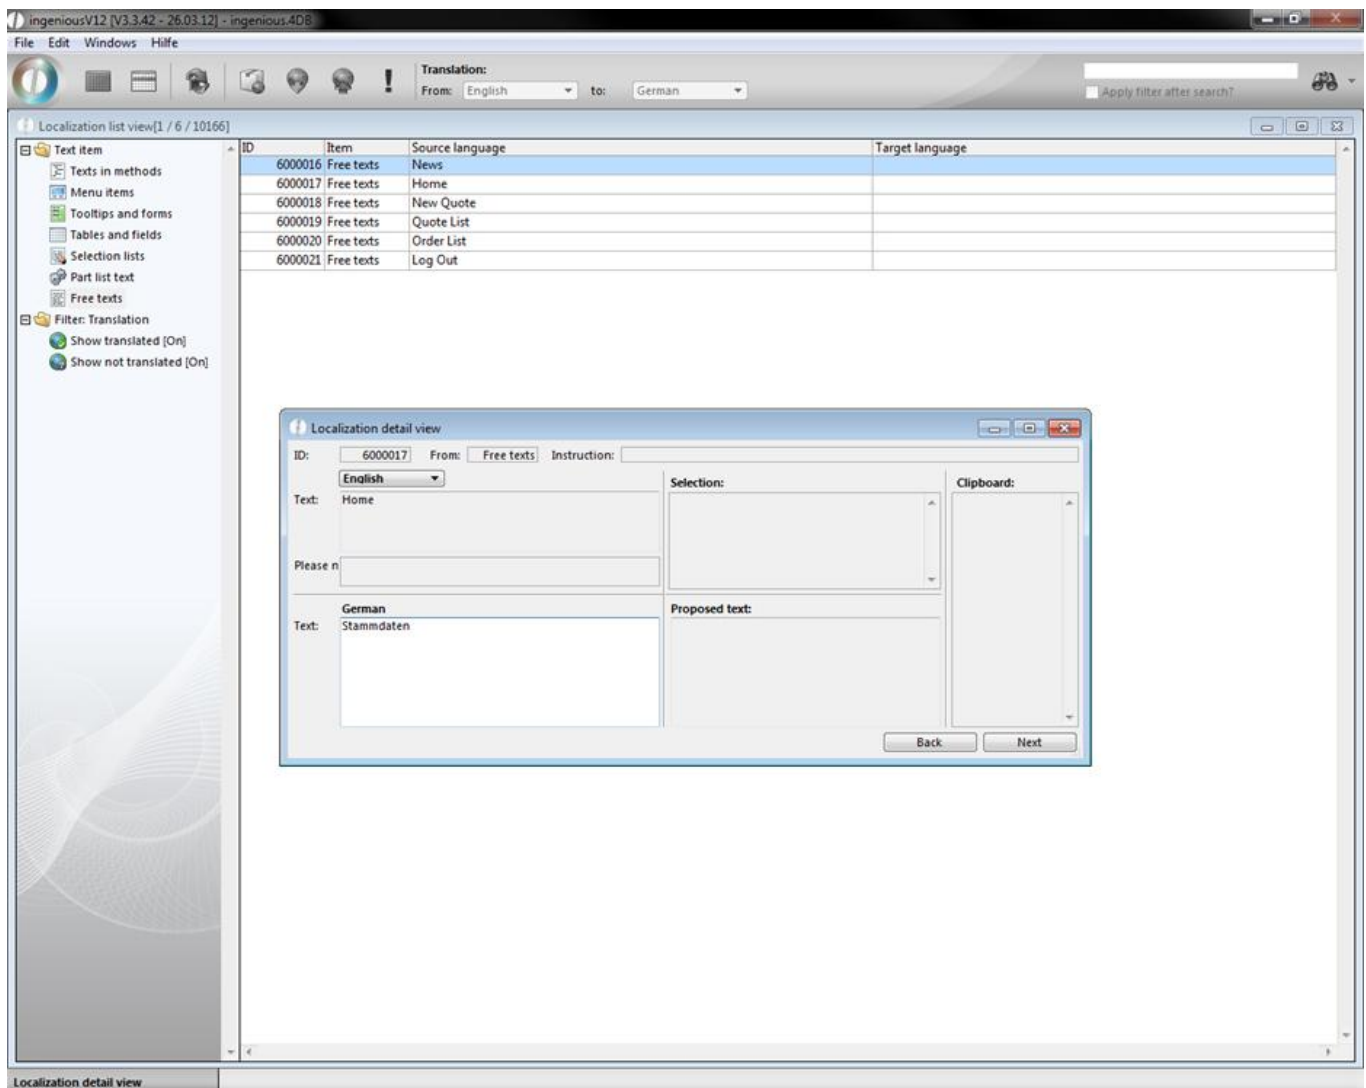 ingeniousV12 [V3.3.42 - 26.03.12] - ingenious.4DB
File Edit Windows Hilfe
Translation:
From: English to: German
Apply filter after search?
Localization list view[1 / 6 / 10166]
Text item
Texts in methods
Menu items
Tooltips and forms
Tables and fields
Selection lists
Part list text
Free texts
Filter: Translation
Show translated [On]
Show not translated [On]
ID Item Source language Target language
6000016 Free texts News
6000017 Free texts Home
6000018 Free texts New Quote
6000019 Free texts Quote List
6000020 Free texts Order List
6000021 Free texts Log Out
Localization detail view
ID: 6000017 From: Free texts Instruction:
English
Selection:
Clipboard:
Text: Home
Please n
German
Proposed text:
Text: Stammdaten
Back Next
Localization detail view